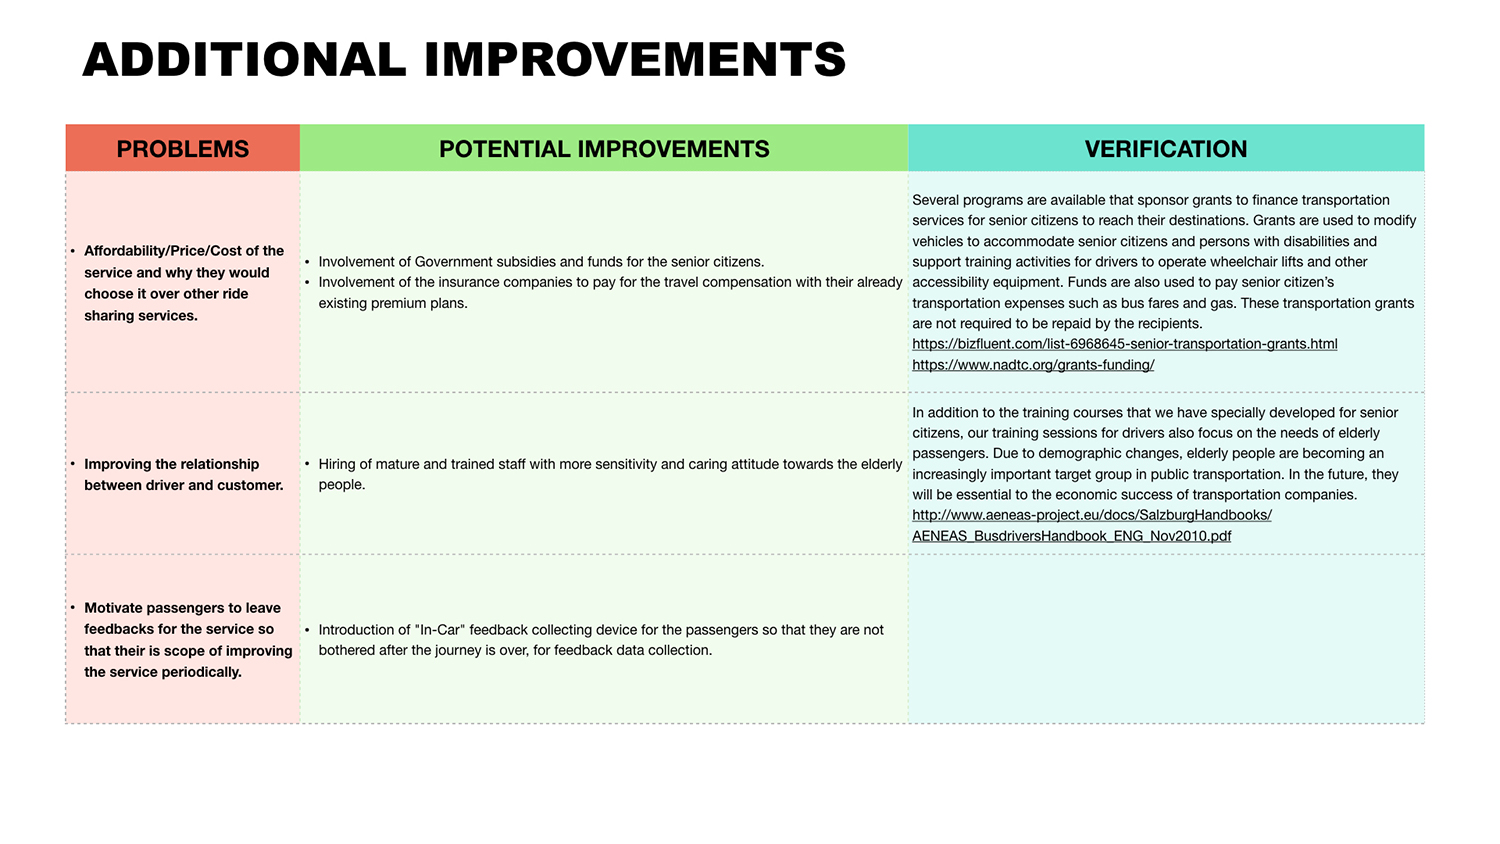 ADDITIONAL IMPROVEMENTS
PROBLEMS
POTENTIAL IMPROVEMENTS
VERIFICATION
• Affordability/Price/Cost of the
service and why they would
choose it over other ride
sharing services.
• Involvement of Government subsidies and funds for the senior citizens.
• Involvement of the insurance companies to pay for the travel compensation with their already
existing premium plans.
Several programs are available that sponsor grants to finance transportation
services for senior citizens to reach their destinations. Grants are used to modify
vehicles to accommodate senior citizens and persons with disabilities and
support training activities for drivers to operate wheelchair lifts and other
accessibility equipment. Funds are also used to pay senior citizen’s
transportation expenses such as bus fares and gas. These transportation grants
are not required to be repaid by the recipients.
https://bizfluent.com/list-6968645-senior-transportation-grants.html
https://www.nadtc.org/grants-funding/
• Improving the relationship
between driver and customer.
• Hiring of mature and trained staff with more sensitivity and caring attitude towards the elderly
people.
In addition to the training courses that we have specially developed for senior
citizens, our training sessions for drivers also focus on the needs of elderly
passengers. Due to demographic changes, elderly people are becoming an
increasingly important target group in public transportation. In the future, they
will be essential to the economic success of transportation companies.
http://www.aeneas-project.eu/docs/SalzburgHandbooks/
AENEAS_BusdriversHandbook_ENG_Nov2010.pdf
• Motivate passengers to leave
feedbacks for the service so
that their is scope of improving
the service periodically.
• Introduction of "In-Car" feedback collecting device for the passengers so that they are not
bothered after the journey is over, for feedback data collection.